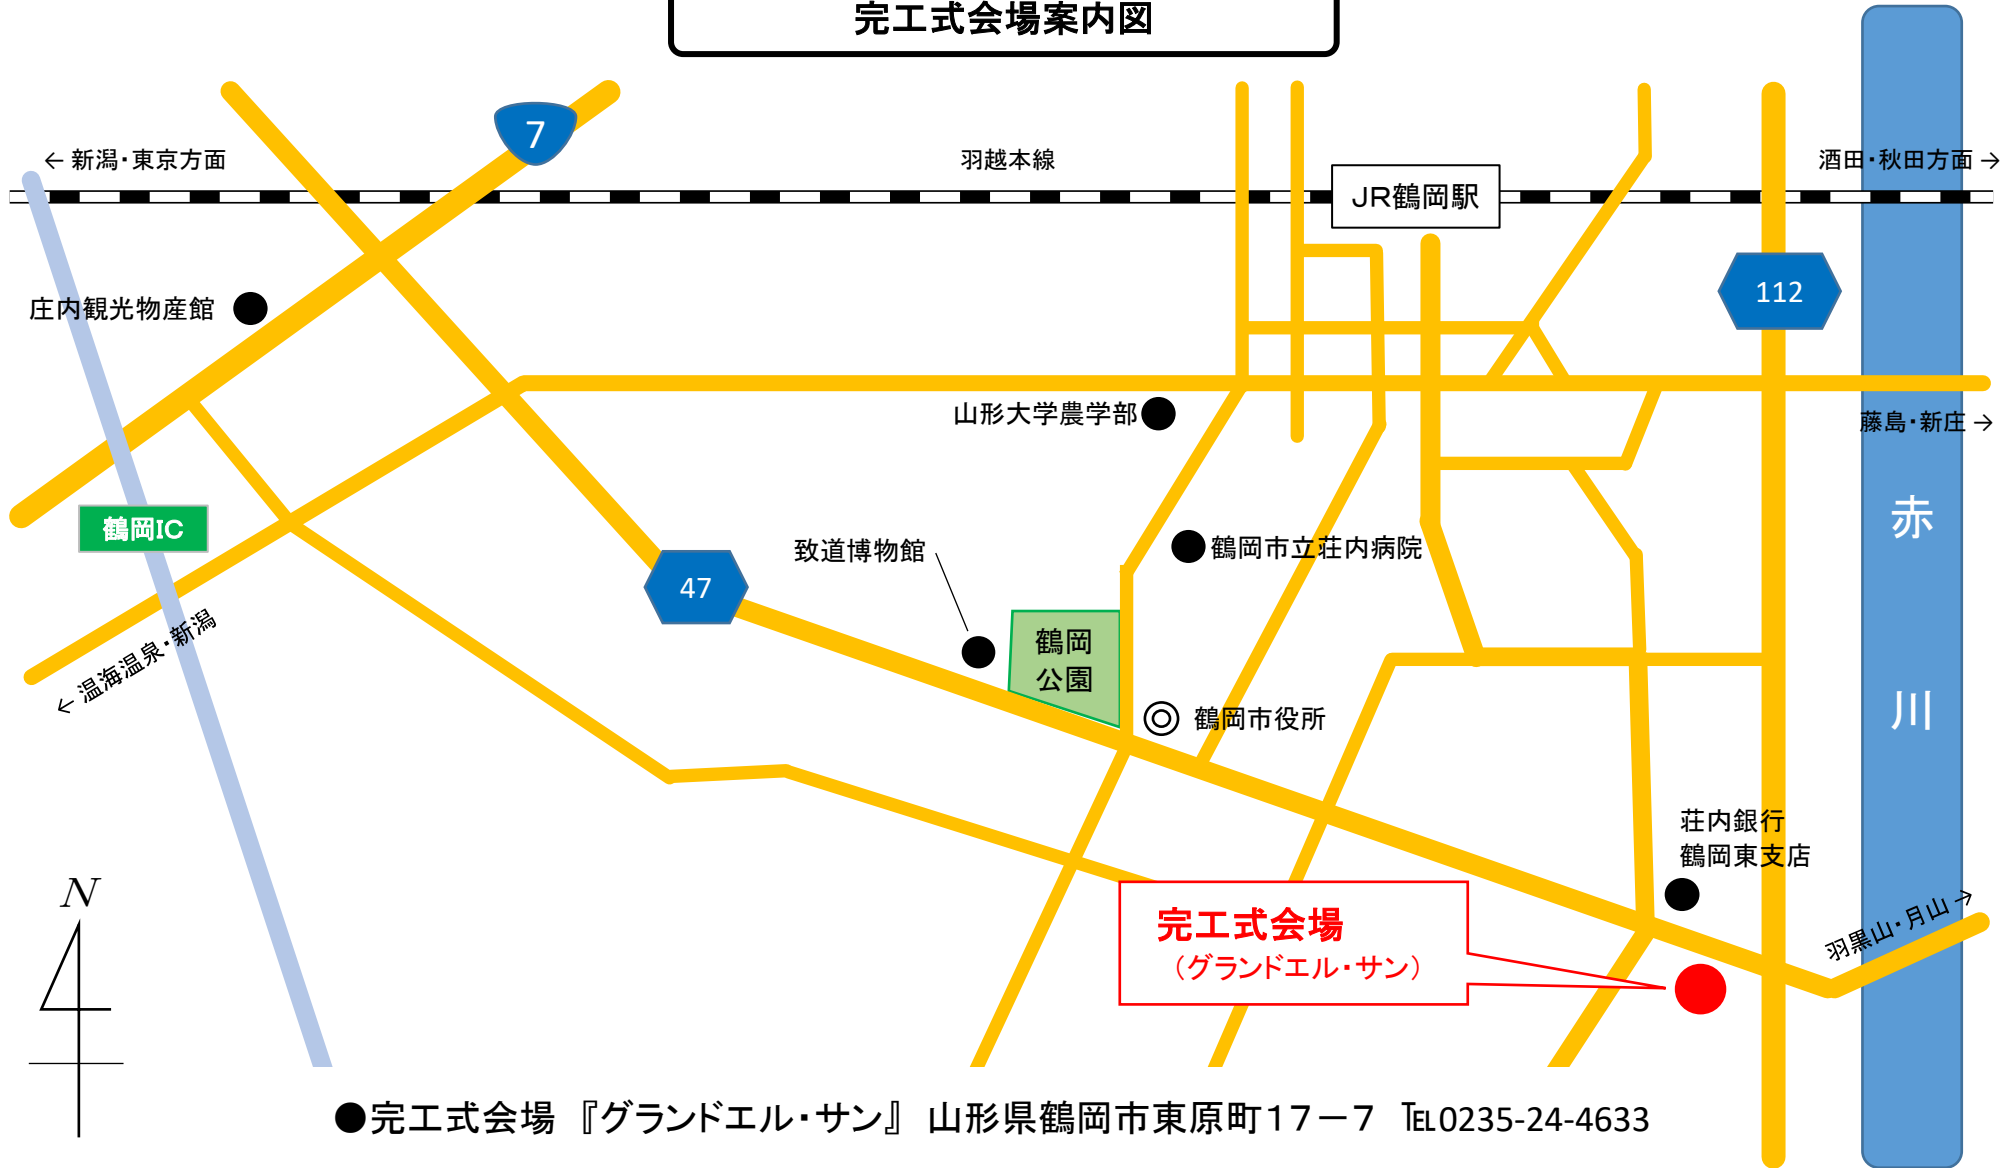 完工式会場案内図
7
← 新潟・東京方面
羽越本線
酒田・秋田方面 →
JR鶴岡駅
112
庄内観光物産館
山形大学農学部
藤島・新庄 →
赤
川
鶴岡IC
致道博物館
鶴岡市立荘内病院
47
← 温海温泉・新潟
鶴岡
公園
鶴岡市役所
荘内銀行
鶴岡東支店
N
羽黒山・月山 →
完工式会場
（グランドエル・サン）
●完工式会場 『グランドエル・サン』 山形県鶴岡市東原町17－7 ℡0235-24-4633